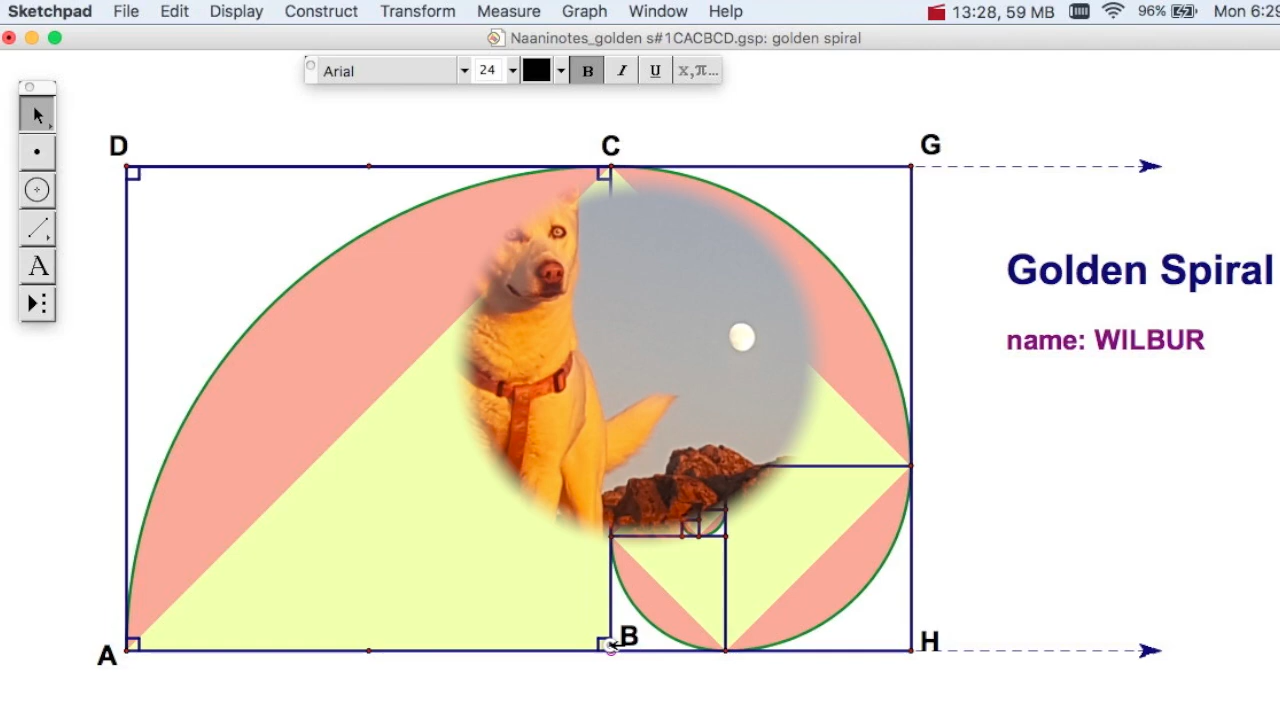 Sketchpad File Edit Display Construct Transform Measure Graph Window Help 13:28, 59 MB 96% Mon 6:29
Naaninotes_golden s#1CACBCD.gsp: golden spiral
Arial 24 B I U x,π...
A
D C G
Golden Spiral
name: WILBUR
B
A H